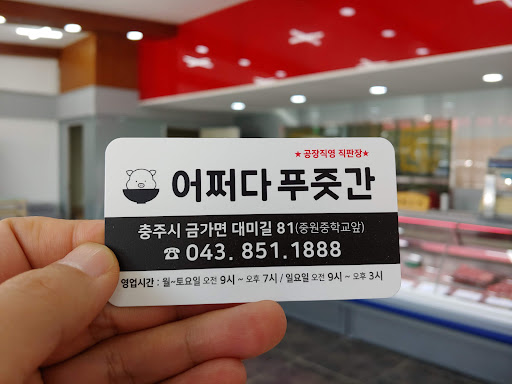 ★공장직영 직판장★
어쩌다 푸줏간
충주시 금가면 대미길 81(중원중학교앞)
☎ 043. 851.1888
영업시간 : 월~토요일 오전 9시 ~ 오후 7시 / 일요일 오전 9시 ~ 오후 3시